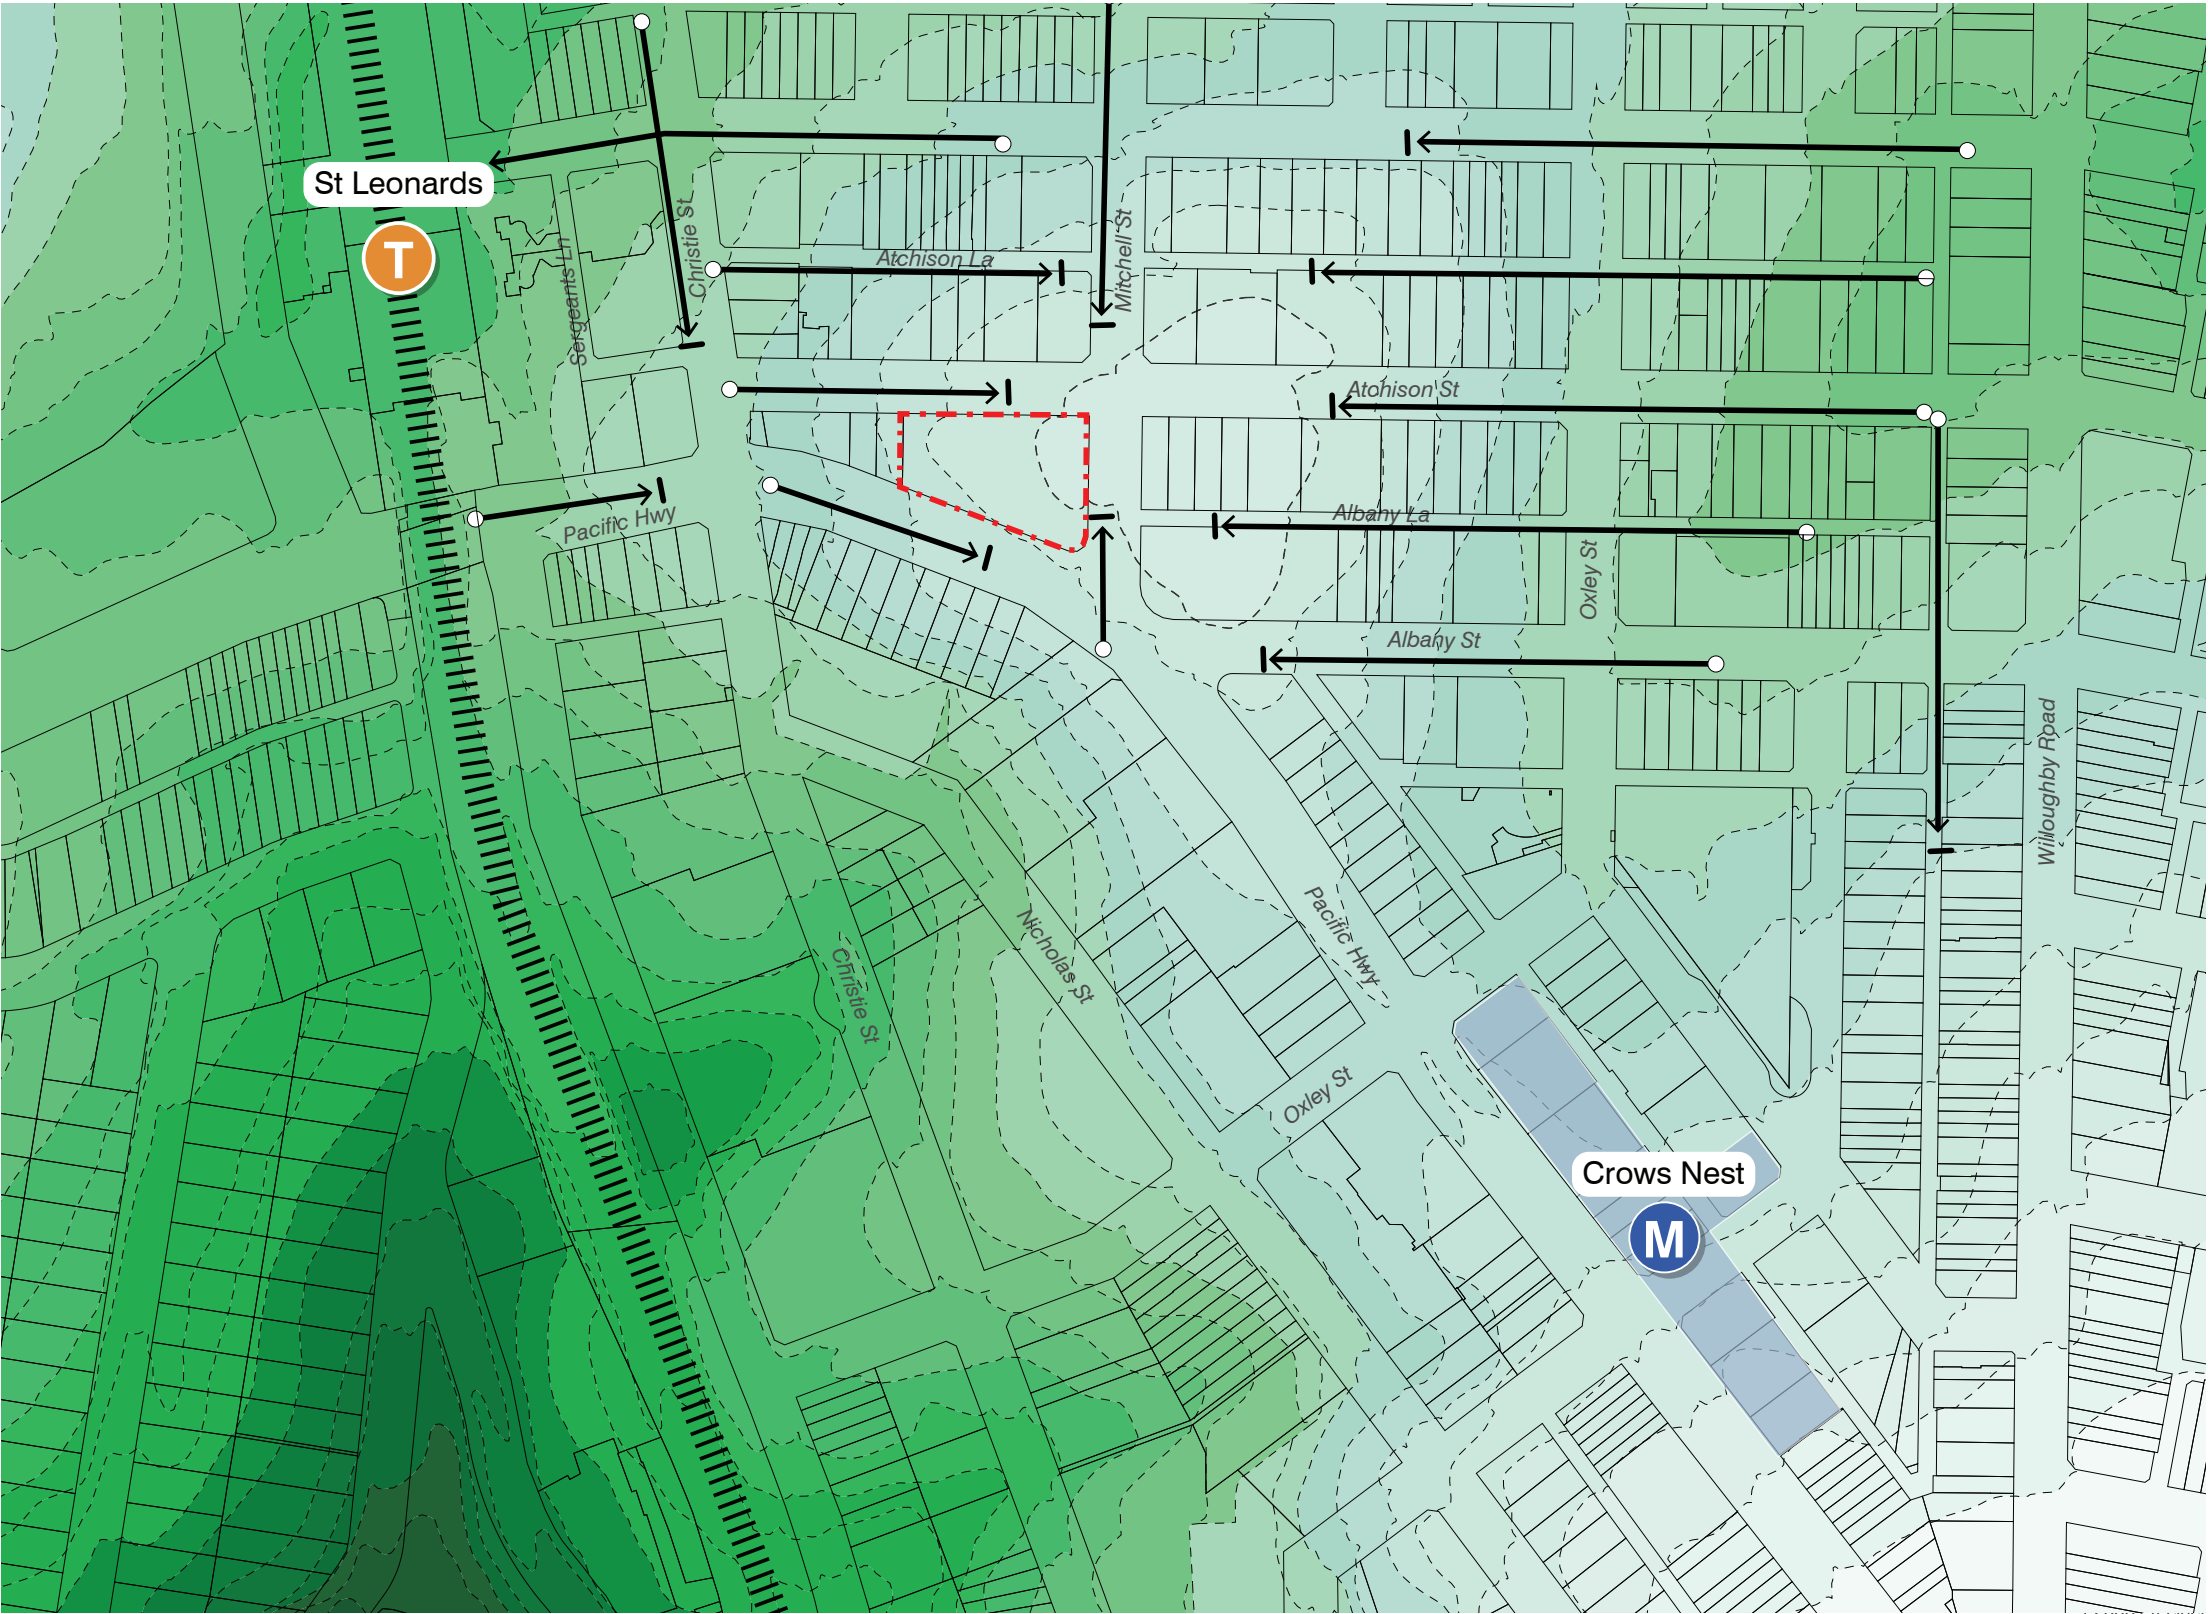 St Leonards
T
Sergeants Ln
Christie St
Atchison La
Mitchell St
Atchison St
Pacific Hwy
Albany La
Oxley St
Albany St
Willoughby Road
Pacific Hwy
Nicholas St
Christie St
Oxley St
Crows Nest
M